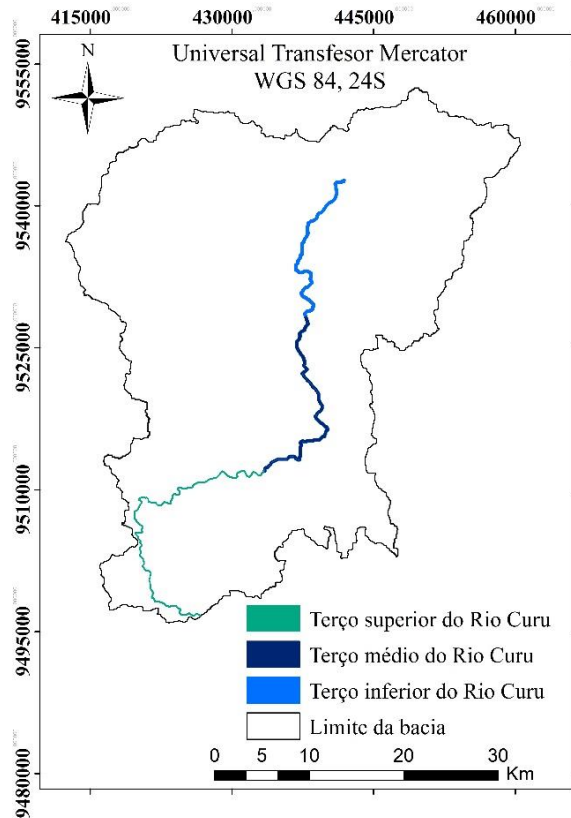 415000 430000 445000 460000
Universal Transfesor Mercator
WGS 84, 24S
N
9555000
9540000
9525000
9510000
9495000
9480000
Terço superior do Rio Curu
Terço médio do Rio Curu
Terço inferior do Rio Curu
Limite da bacia
0 5 10 20 30
Km